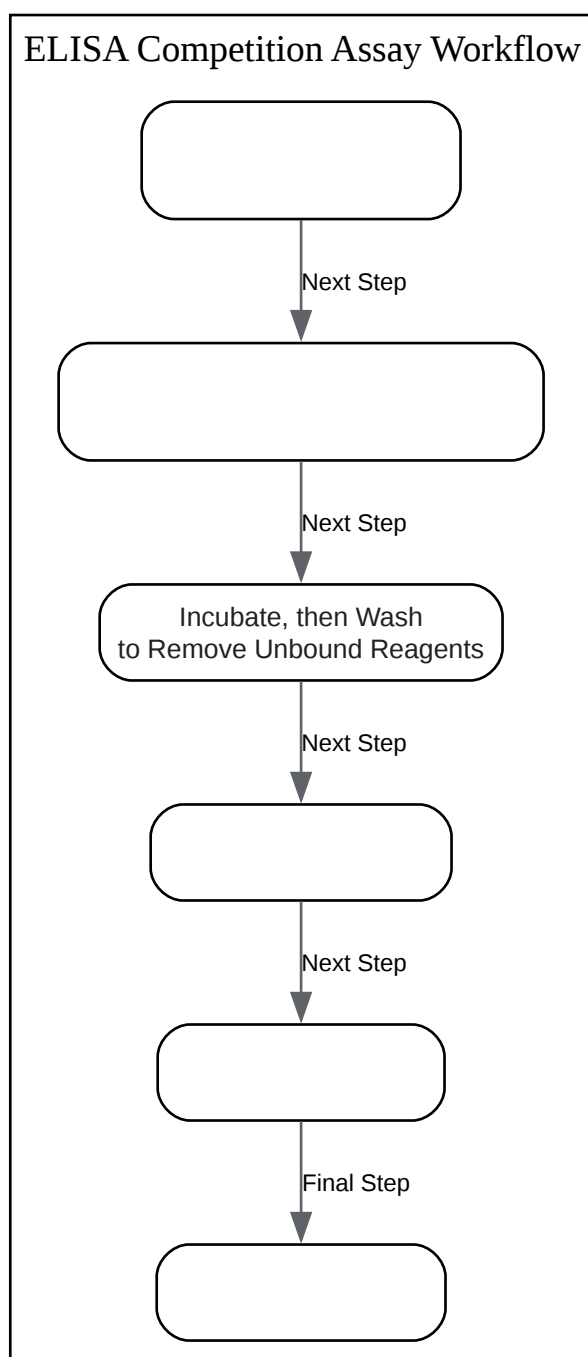 ELISA Competition Assay Workflow
Next Step
Next Step
Incubate, then Wash
to Remove Unbound Reagents
Next Step
Next Step
Final Step